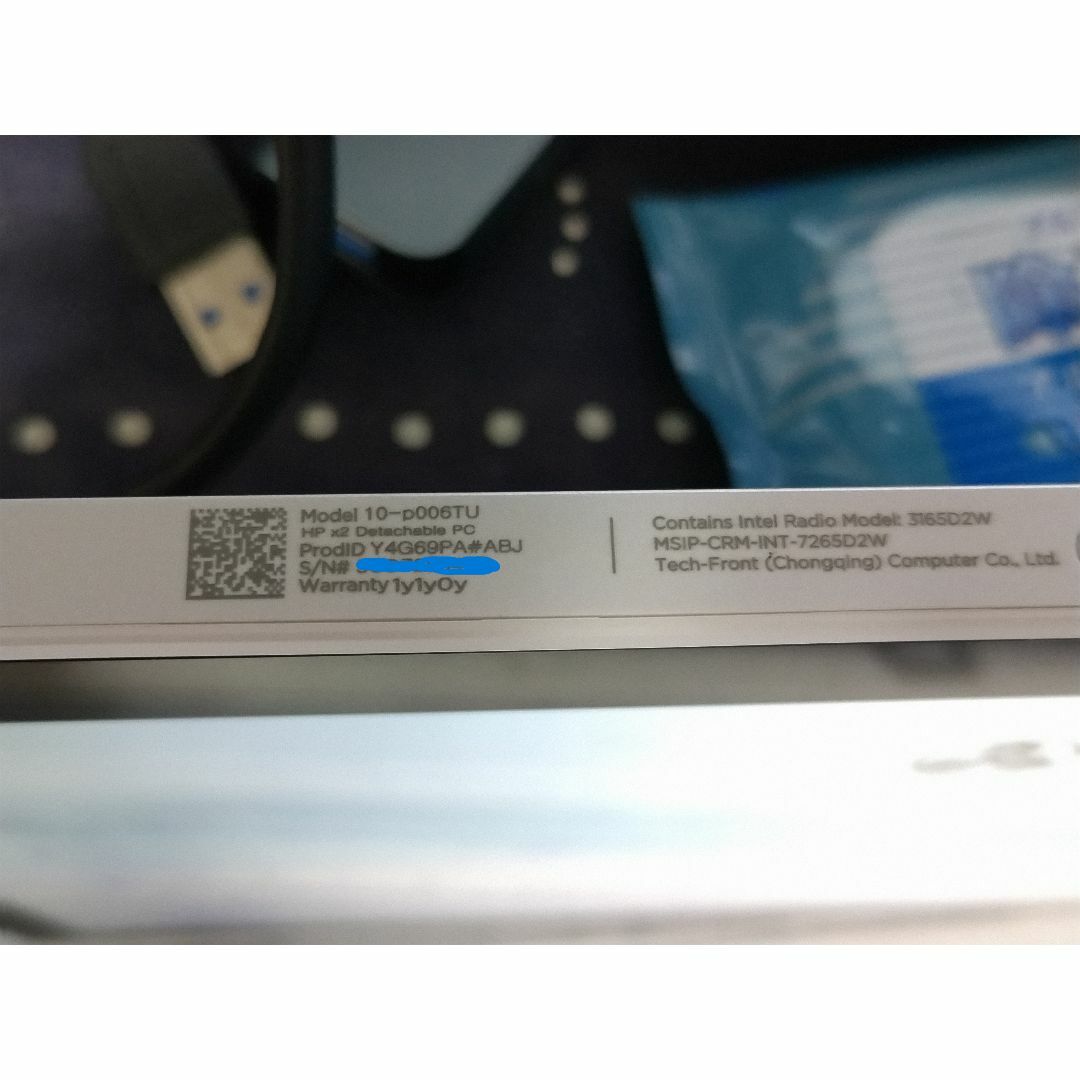 Model 10-p006TU
HP x2 Detachable PC
ProdID Y4G69PA#ABJ
S/N#
Warranty 1y1y0y
Contains Intel Radio Model: 3165D2W
MSIP-CRM-INT-7265D2W
Tech-Front (Chongqing) Computer Co., Ltd.